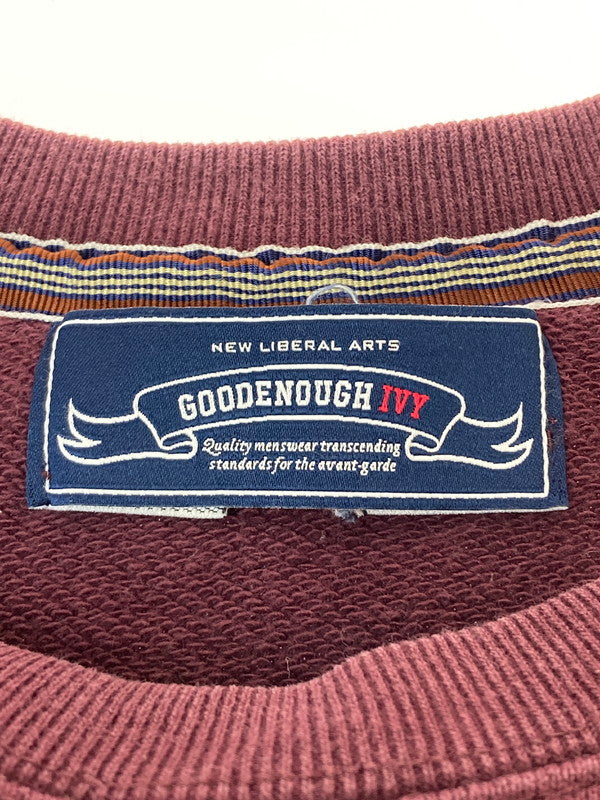 NEW LIBERAL ARTS
GOODENOUGH IVY
Quality menswear transcending
standards for the avant-garde